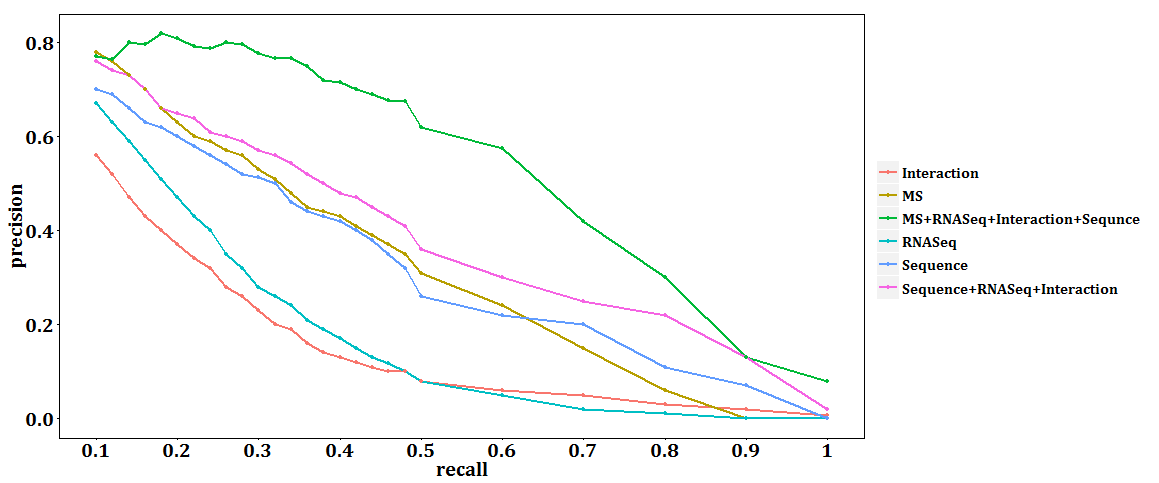 0.8
0.6
0.4
0.2
0.0
precision
0.1 0.2 0.3 0.4 0.5 0.6 0.7 0.8 0.9 1
recall
Interaction
MS
MS+RNASeq+Interaction+Sequnce
RNASeq
Sequence
Sequence+RNASeq+Interaction